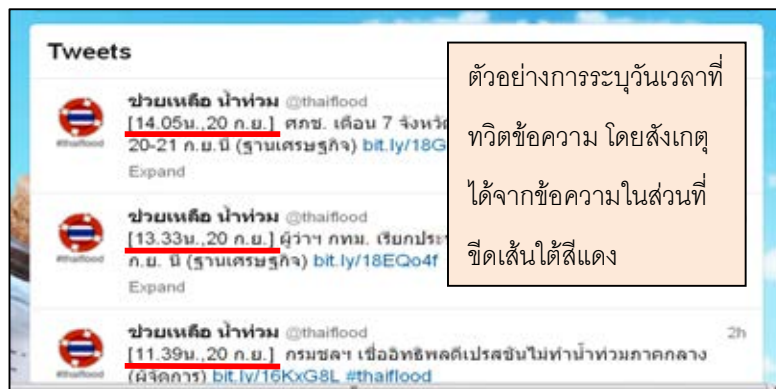 Tweets
ช่วยเหลือ น้ำท่วม @thaiflood
[14.05น.,20 ก.ย.] ศภช. เตือน 7 จังหวัด
20-21 ก.ย.นี้ (ฐานเศรษฐกิจ) bit.ly/18G
Expand
ช่วยเหลือ น้ำท่วม @thaiflood
[13.33น.,20 ก.ย.] ผู้ว่าฯ กทม. เรียกประ
ก.ย. นี้ (ฐานเศรษฐกิจ) bit.ly/18EQo4f
Expand
ช่วยเหลือ น้ำท่วม @thaiflood 2h
[11.39น.,20 ก.ย.] กรมชลฯ เชื่ออิทธิพลดีเปรสชันไม่ทำน้ำท่วมภาคกลาง
(ผู้จัดการ) bit.ly/16KxG8L #thaiflood
#thaiflood
#thaiflood
#thaiflood
ตัวอย่างการระบุวันเวลาที่
ทวิตข้อความ โดยสังเกตุ
ได้จากข้อความในส่วนที่
ขีดเส้นใต้สีแดง